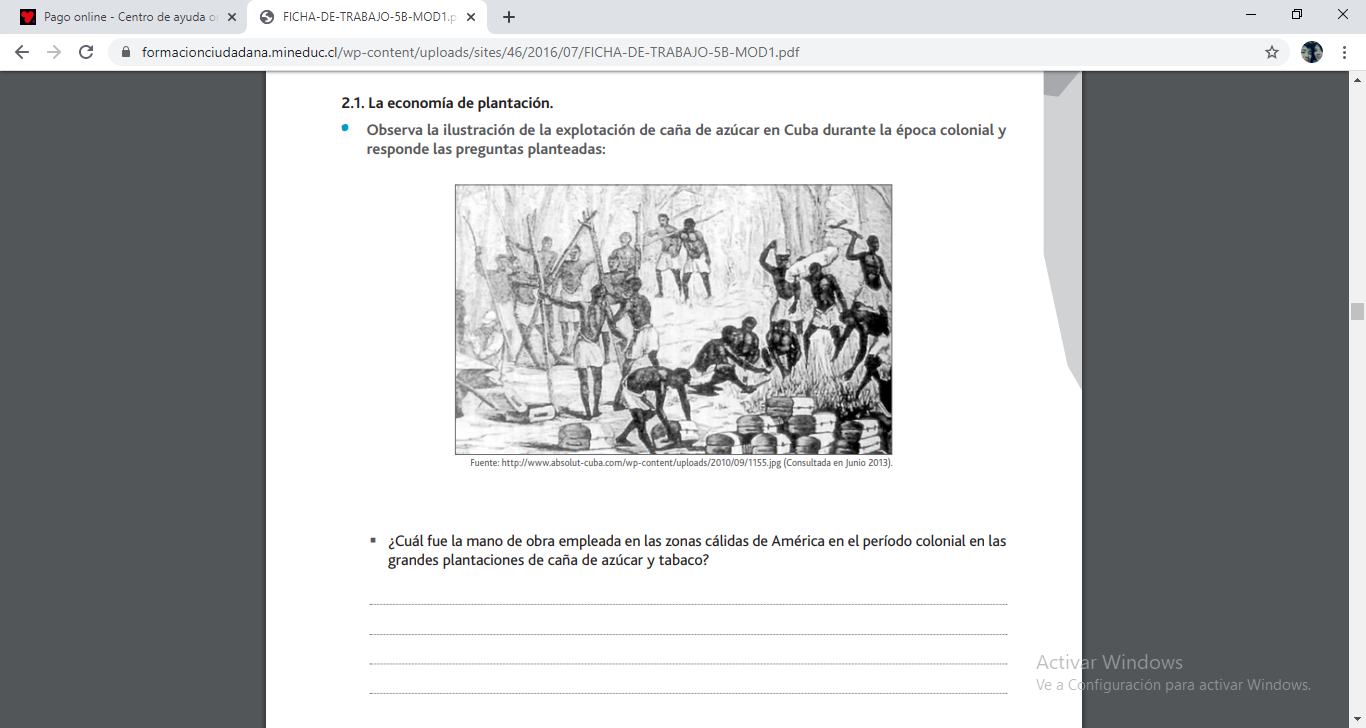 Pago online - Centro de ayuda o
FICHA-DE-TRABAJO-5B-MOD1.p
formacionciudadana.mineduc.cl/wp-content/uploads/sites/46/2016/07/FICHA-DE-TRABAJO-5B-MOD1.pdf
2.1. La economía de plantación.
• Observa la ilustración de la explotación de caña de azúcar en Cuba durante la época colonial y
responde las preguntas planteadas:
Fuente: http://www.absolut-cuba.com/wp-content/uploads/2010/09/1155.jpg (Consultada en Junio 2013).
▪ ¿Cuál fue la mano de obra empleada en las zonas cálidas de América en el período colonial en las
grandes plantaciones de caña de azúcar y tabaco?
Activar Windows
Ve a Configuración para activar Windows.